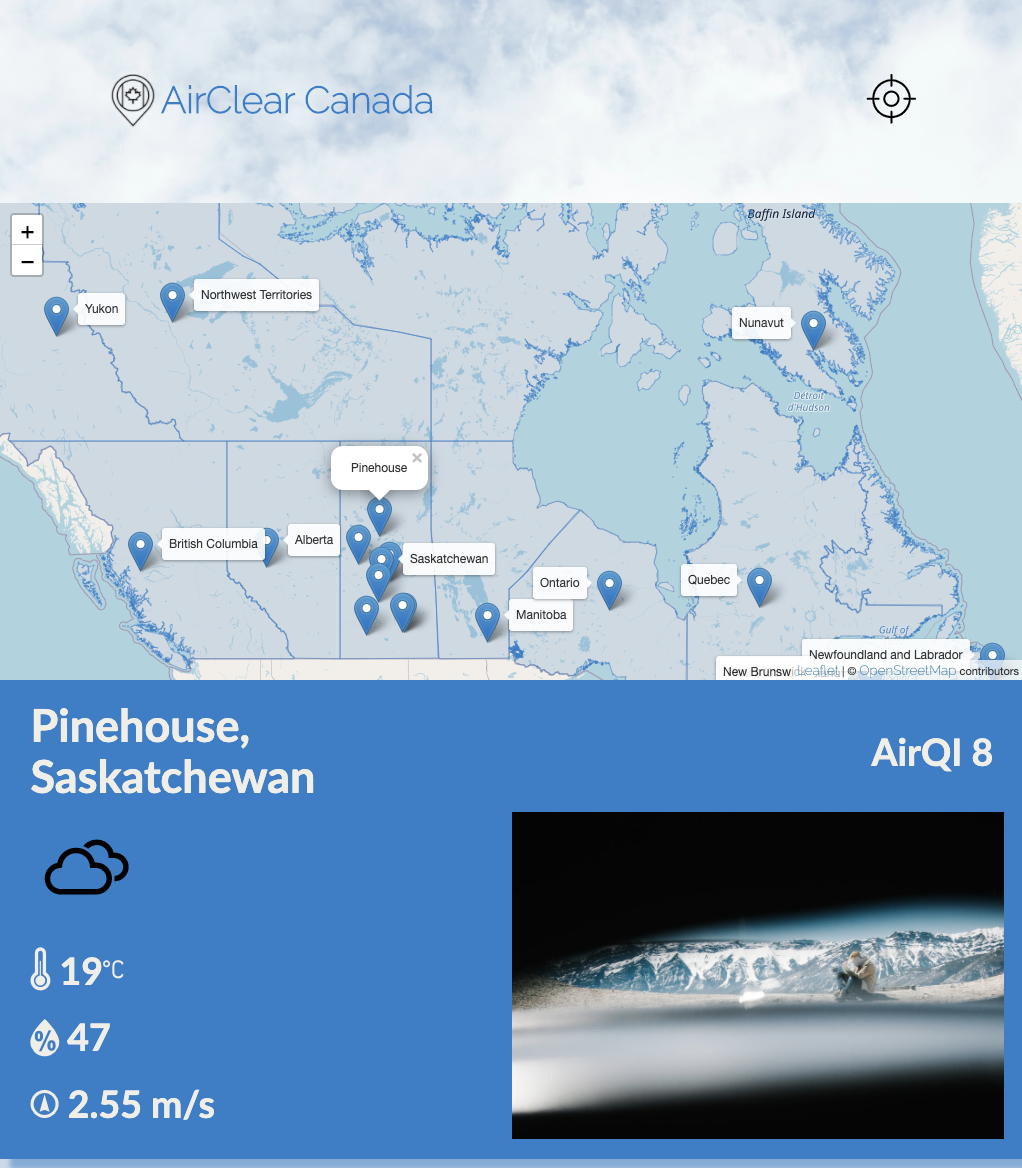 AirClear Canada
+
−
Baffin Island
Northwest Territories
Yukon
Nunavut
Détroit
d'Hudson
Pinehouse ×
British Columbia
Alberta
Saskatchewan
Ontario
Quebec
Manitoba
Gulf of
Newfoundland and Labrador
New Brunswick
Leaflet | © OpenStreetMap contributors
Pinehouse,
Saskatchewan
AirQI 8
19°C
% 47
2.55 m/s